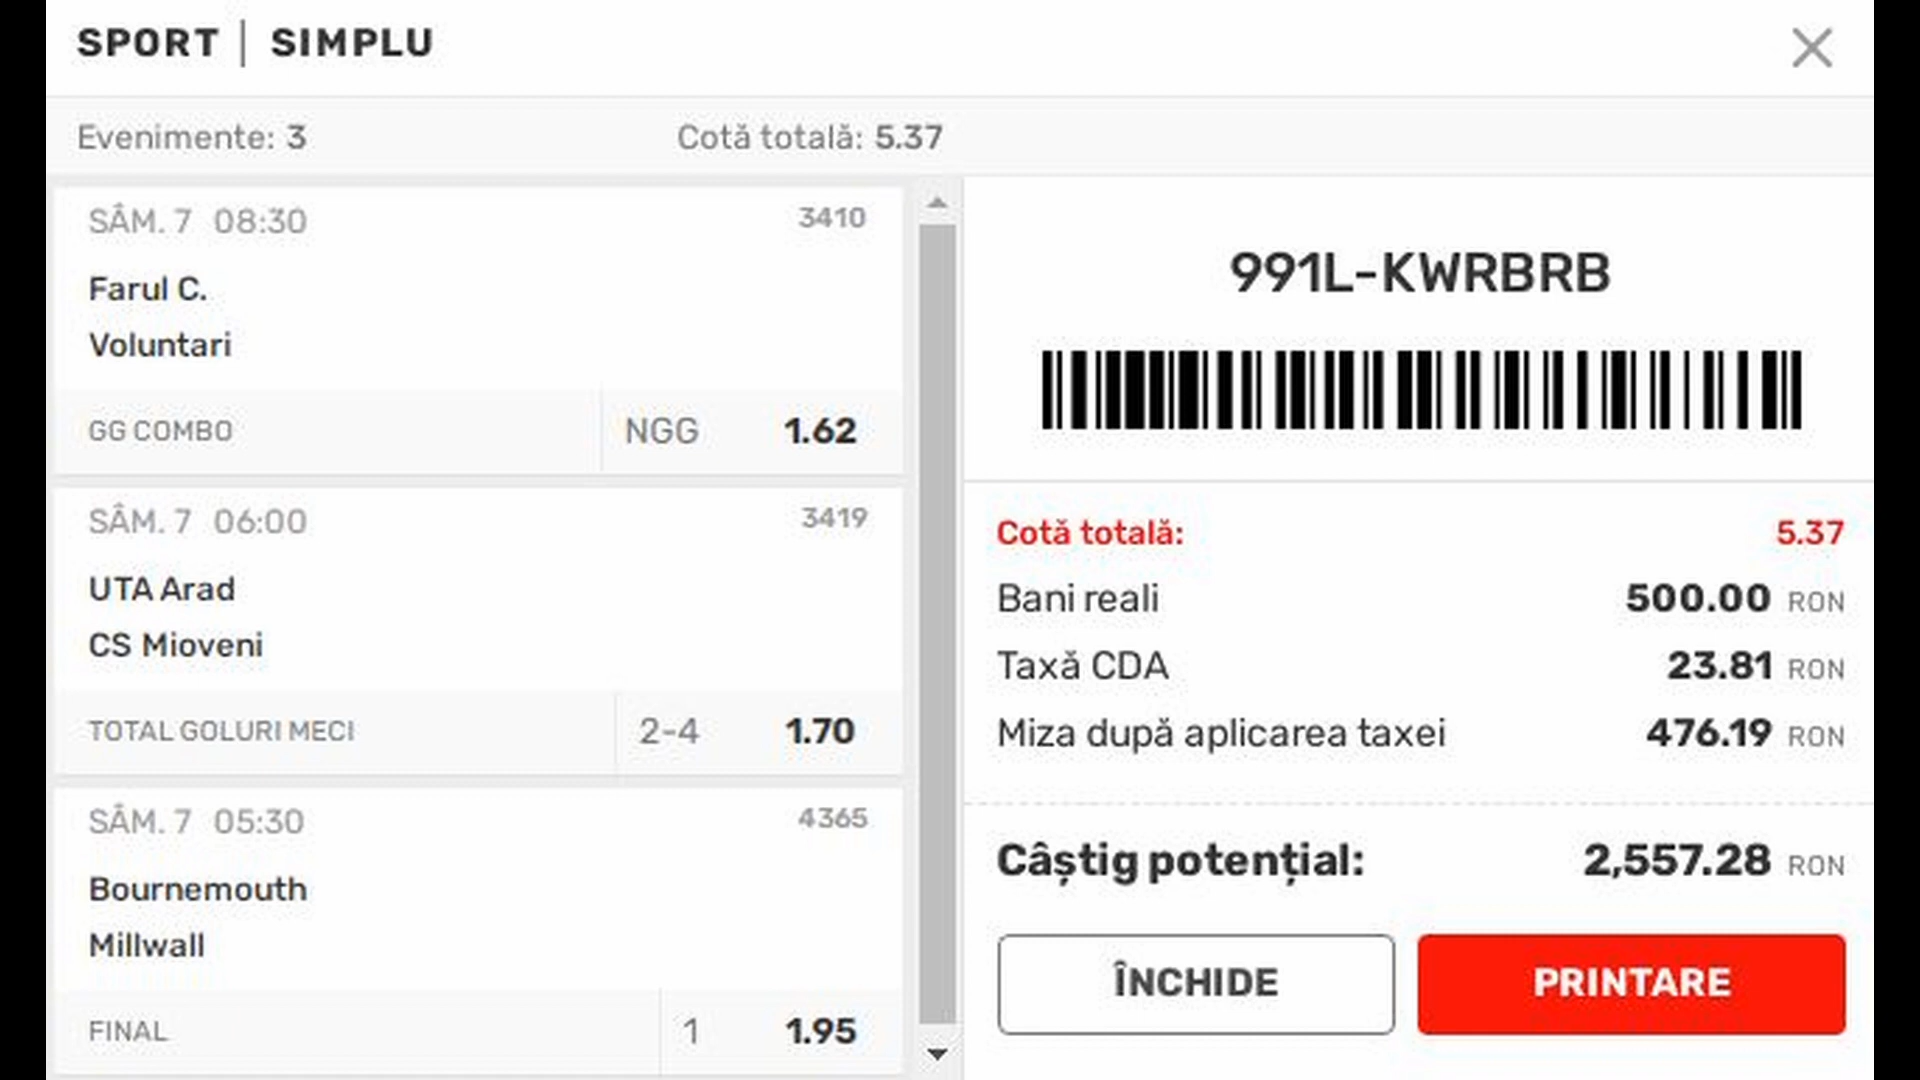 SPORT | SIMPLU
Evenimente: 3
Cotă totală: 5.37
SÂM. 7 08:30
3410
Farul C.
Voluntari
GG COMBO
NGG
1.62
SÂM. 7 06:00
3419
UTA Arad
CS Mioveni
TOTAL GOLURI MECI
2-4
1.70
SÂM. 7 05:30
4365
Bournemouth
Millwall
FINAL
1
1.95
991L-KWRBRB
Cotă totală: 5.37
Bani reali 500.00 RON
Taxă CDA 23.81 RON
Miza după aplicarea taxei 476.19 RON
Câștig potențial: 2,557.28 RON
ÎNCHIDE
PRINTARE